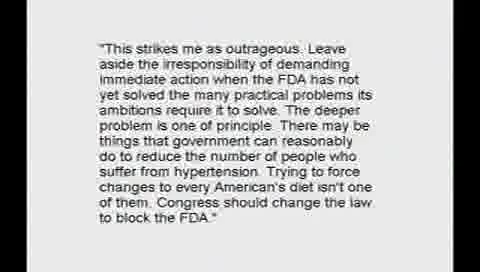 "This strikes me as outrageous. Leave
aside the irresponsibility of demanding
immediate action when the FDA has not
yet solved the many practical problems its
ambitions require it to solve. The deeper
problem is one of principle. There may be
things that government can reasonably
do to reduce the number of people who
suffer from hypertension. Trying to force
changes to every American's diet isn't one
of them. Congress should change the law
to block the FDA."